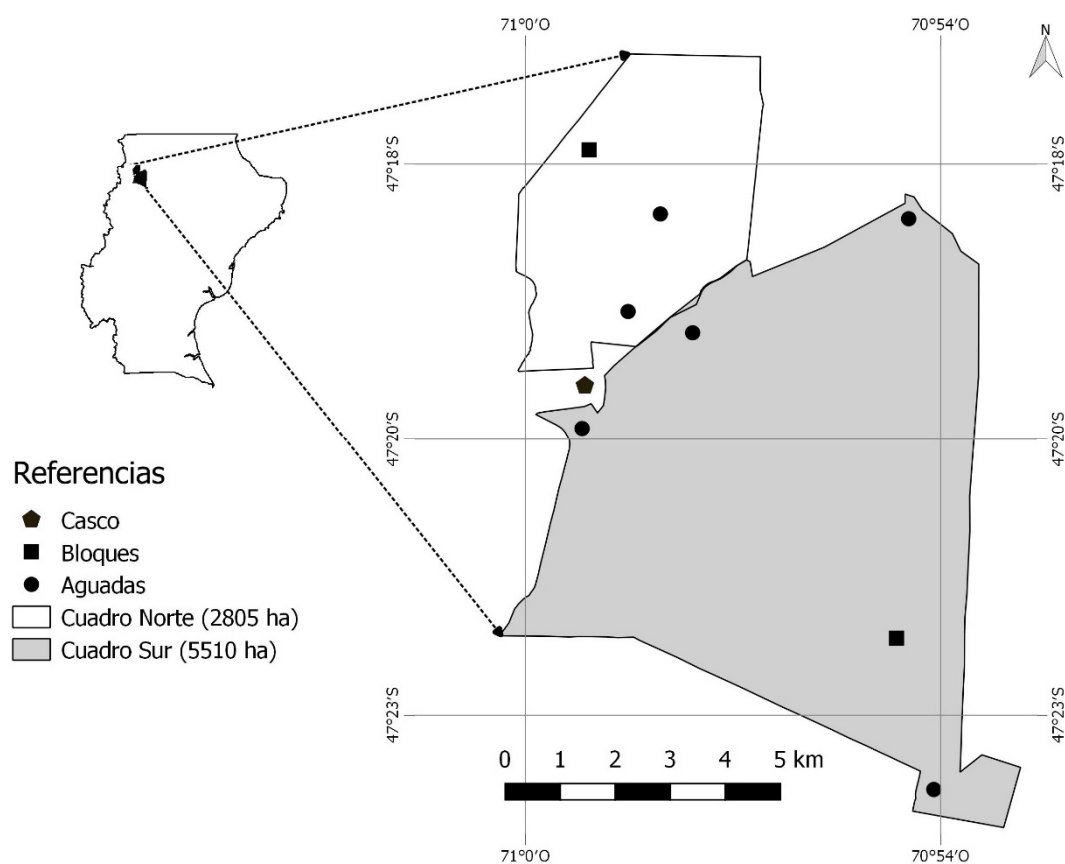 71°0'O
70°54'O
N
47°18'S
47°18'S
47°20'S
47°20'S
Referencias
Casco
Bloques
Aguadas
Cuadro Norte (2805 ha)
Cuadro Sur (5510 ha)
47°23'S
47°23'S
0 1 2 3 4 5 km
71°0'O
70°54'O